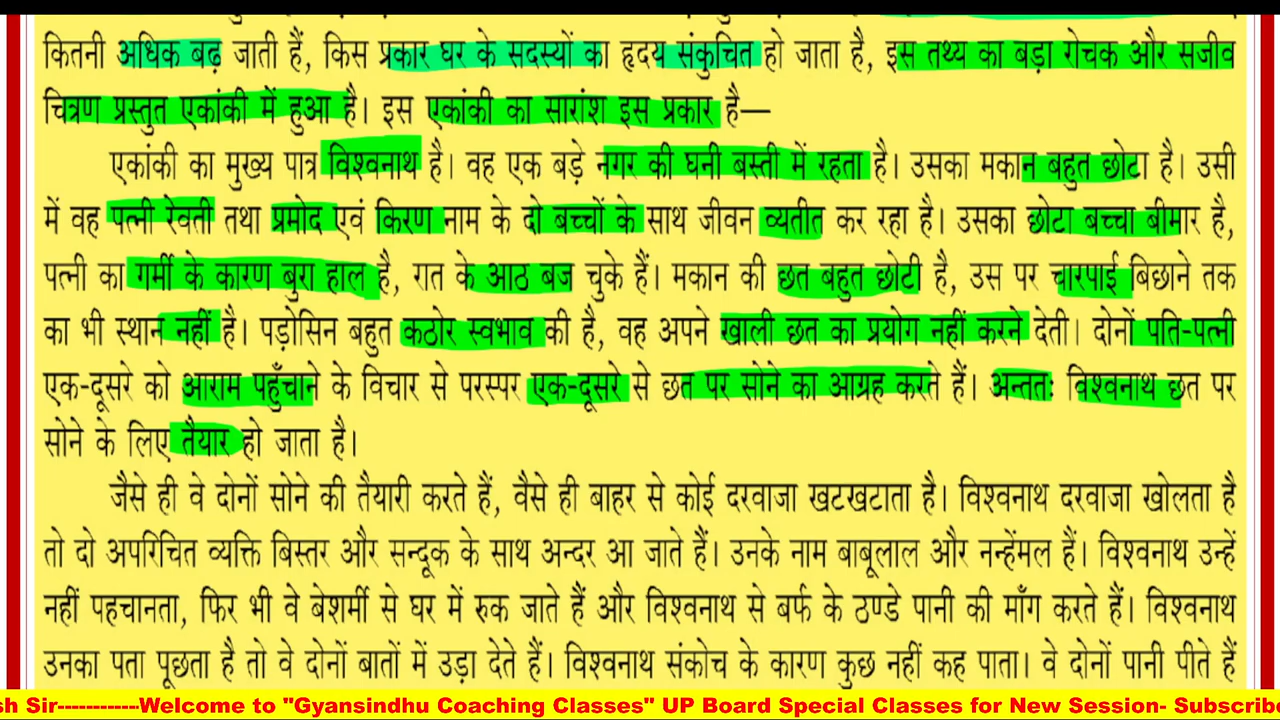 कितनी अधिक बढ़ जाती हैं, किस प्रकार घर के सदस्यों का हृदय संकुचित हो जाता है, इस तथ्य का बड़ा रोचक और सजीव
चित्रण प्रस्तुत एकांकी में हुआ है। इस एकांकी का सारांश इस प्रकार है—
एकांकी का मुख्य पात्र विश्वनाथ है। वह एक बड़े नगर की घनी बस्ती में रहता है। उसका मकान बहुत छोटा है। उसी
में वह पत्नी रेवती तथा प्रमोद एवं किरण नाम के दो बच्चों के साथ जीवन व्यतीत कर रहा है। उसका छोटा बच्चा बीमार है,
पत्नी का गर्मी के कारण बुरा हाल है, रात के आठ बज चुके हैं। मकान की छत बहुत छोटी है, उस पर चारपाई बिछाने तक
का भी स्थान नहीं है। पड़ोसिन बहुत कठोर स्वभाव की है, वह अपने खाली छत का प्रयोग नहीं करने देती। दोनों पति-पत्नी
एक-दूसरे को आराम पहुँचाने के विचार से परस्पर एक-दूसरे से छत पर सोने का आग्रह करते हैं। अन्ततः विश्वनाथ छत पर
सोने के लिए तैयार हो जाता है।
जैसे ही वे दोनों सोने की तैयारी करते हैं, वैसे ही बाहर से कोई दरवाजा खटखटाता है। विश्वनाथ दरवाजा खोलता है
तो दो अपरिचित व्यक्ति बिस्तर और सन्दूक के साथ अन्दर आ जाते हैं। उनके नाम बाबूलाल और नन्हेंमल हैं। विश्वनाथ उन्हें
नहीं पहचानता, फिर भी वे बेशर्मी से घर में रुक जाते हैं और विश्वनाथ से बर्फ के ठण्डे पानी की माँग करते हैं। विश्वनाथ
उनका पता पूछता है तो वे दोनों बातों में उड़ा देते हैं। विश्वनाथ संकोच के कारण कुछ नहीं कह पाता। वे दोनों पानी पीते हैं
sh Sir-----------Welcome to "Gyansindhu Coaching Classes" UP Board Special Classes for New Session- Subscribe